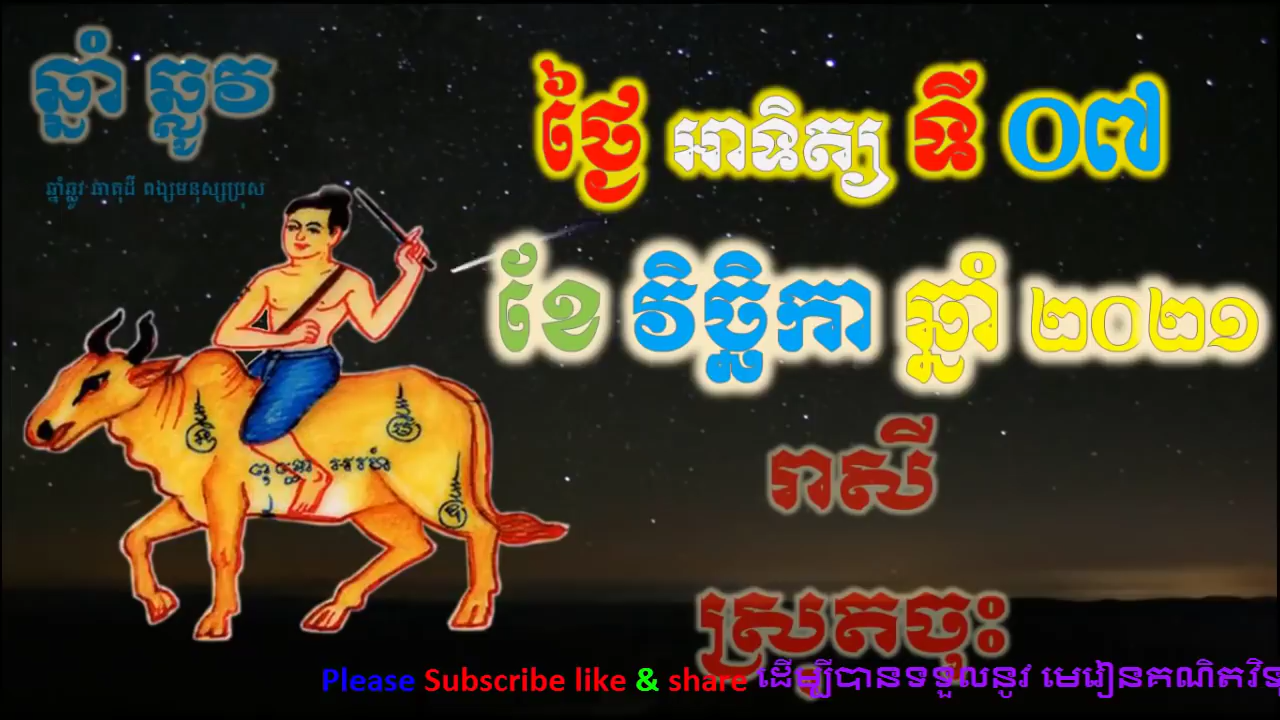 ឆ្នាំ ឆ្លូវ
ឆ្នាំឆ្លូវ ធាតុដី ពង្សមនុស្សប្រុស
ថ្ងៃ អាទិត្យ ទី ០៧
ខែ វិច្ឆិកា ឆ្នាំ ២០២១
រាសី
ស្រុតចុះ
Please Subscribe like & share ដើម្បីបានទទួលនូវ មេរៀនគណិតវិទ